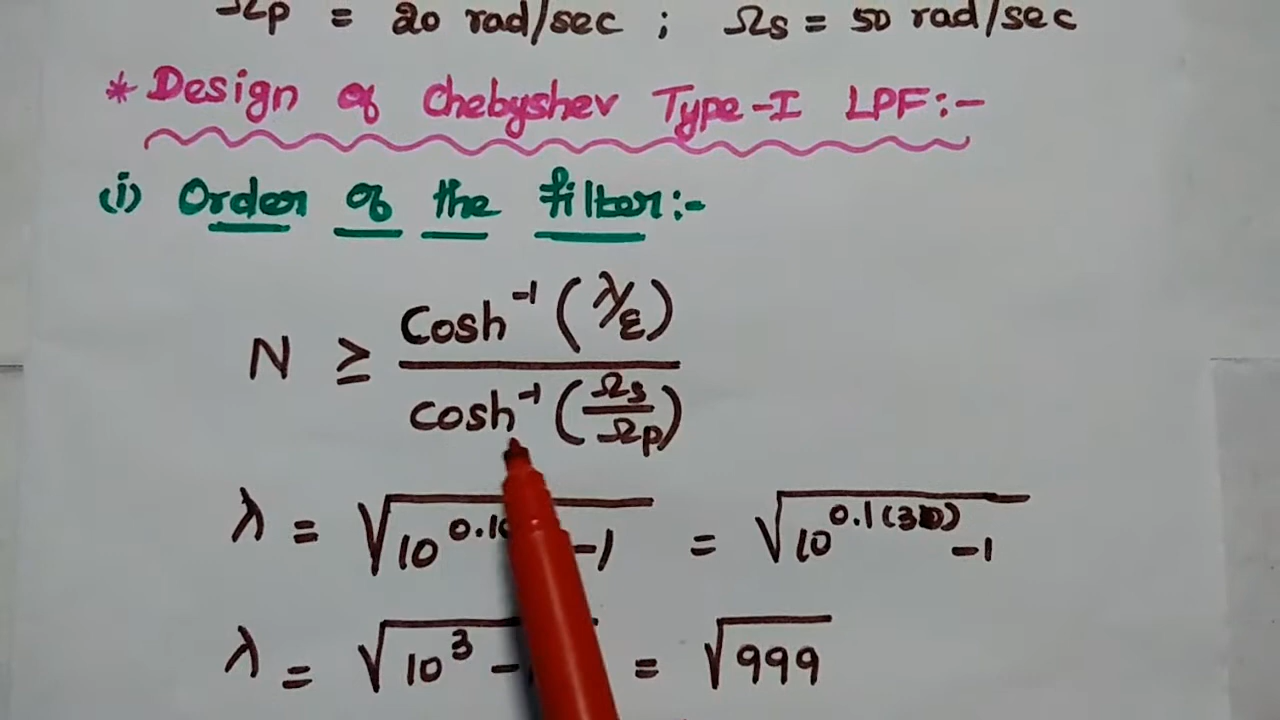 Ωp = 20 rad/sec ; Ωs = 50 rad/sec
* Design of Chebyshev Type-I LPF:-
(i) Order of the filter:-
N ≥ Cosh⁻¹ (λ/ε) / cosh⁻¹ (Ωs/Ωp)
λ = √(10^0.1 -1) = √(10^0.1(30) -1)
λ = √(10³ - = √999